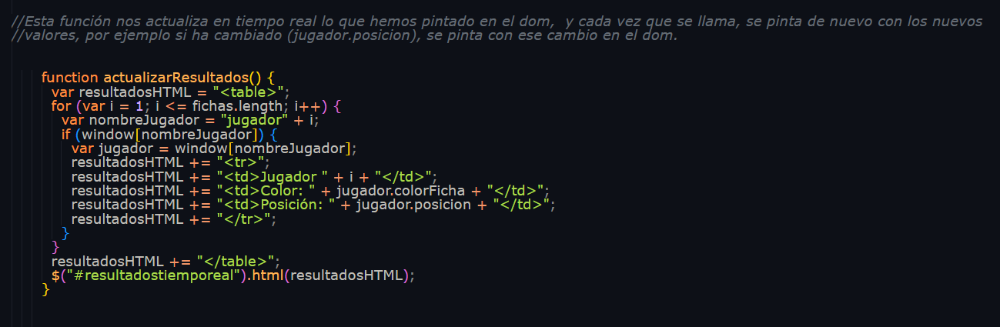 //Esta función nos actualiza en tiempo real lo que hemos pintado en el dom,  y cada vez que se llama, se pinta de nuevo con los nuevos
//valores, por ejemplo si ha cambiado (jugador.posicion), se pinta con ese cambio en el dom.
function actualizarResultados() {
var resultadosHTML = "<table>";
for (var i = 1; i <= fichas.length; i++) {
var nombreJugador = "jugador" + i;
if (window[nombreJugador]) {
var jugador = window[nombreJugador];
resultadosHTML += "<tr>";
resultadosHTML += "<td>Jugador " + i + "</td>";
resultadosHTML += "<td>Color: " + jugador.colorFicha + "</td>";
resultadosHTML += "<td>Posición: " + jugador.posicion + "</td>";
resultadosHTML += "</tr>";
}
}
resultadosHTML += "</table>";
$("#resultadostiemporeal").html(resultadosHTML);
}